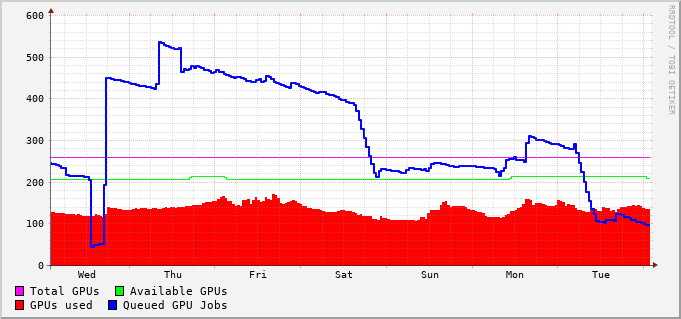 600
500
400
300
200
100
0
Wed Thu Fri Sat Sun Mon Tue
Total GPUs Available GPUs
GPUs used Queued GPU Jobs
RRDTOOL / TOBI OETIKER